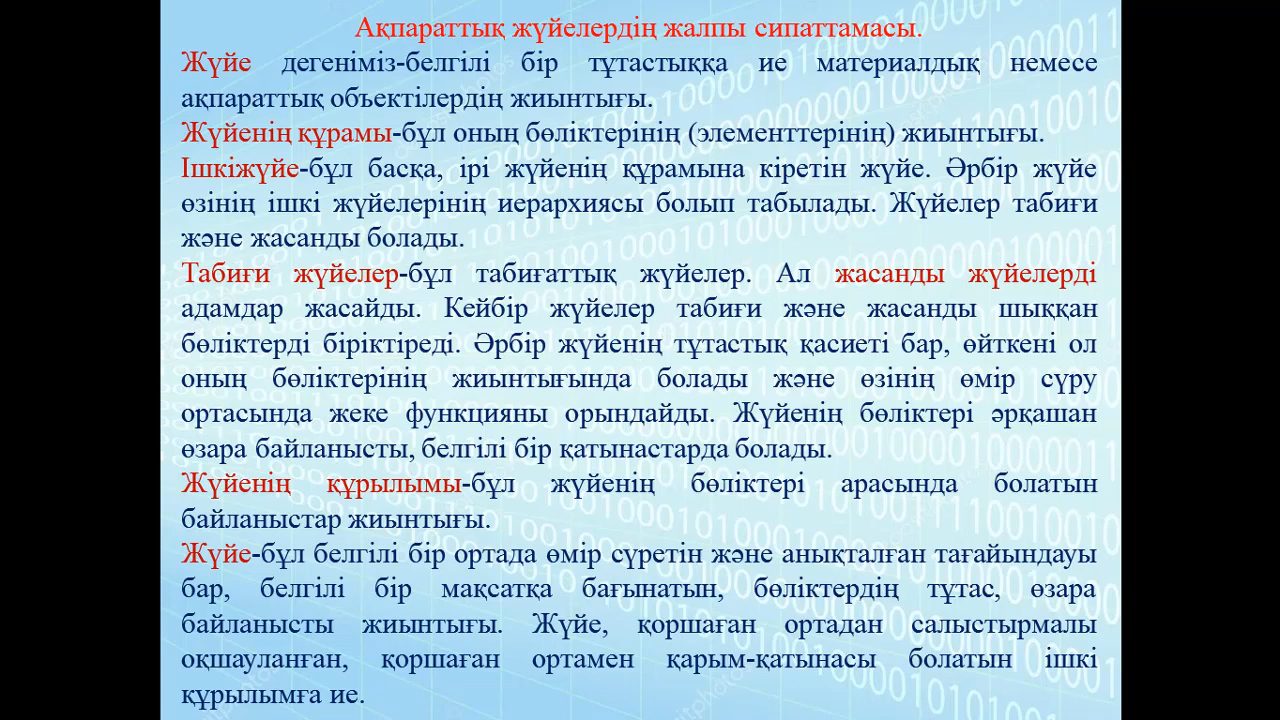 Ақпараттық жүйелердің жалпы сипаттамасы.
Жүйе дегеніміз-белгілі бір тұтастыққа ие материалдық немесе
ақпараттық объектілердің жиынтығы.
Жүйенің құрамы-бұл оның бөліктерінің (элементтерінің) жиынтығы.
Ішкіжүйе-бұл басқа, ірі жүйенің құрамына кіретін жүйе. Әрбір жүйе
өзінің ішкі жүйелерінің иерархиясы болып табылады. Жүйелер табиғи
және жасанды болады.
Табиғи жүйелер-бұл табиғаттық жүйелер. Ал жасанды жүйелерді
адамдар жасайды. Кейбір жүйелер табиғи және жасанды шыққан
бөліктерді біріктіреді. Әрбір жүйенің тұтастық қасиеті бар, өйткені ол
оның бөліктерінің жиынтығында болады және өзінің өмір сүру
ортасында жеке функцияны орындайды. Жүйенің бөліктері әрқашан
өзара байланысты, белгілі бір қатынастарда болады.
Жүйенің құрылымы-бұл жүйенің бөліктері арасында болатын
байланыстар жиынтығы.
Жүйе-бұл белгілі бір ортада өмір сүретін және анықталған тағайындауы
бар, белгілі бір мақсатқа бағынатын, бөліктердің тұтас, өзара
байланысты жиынтығы. Жүйе, қоршаған ортадан салыстырмалы
оқшауланған, қоршаған ортамен қарым-қатынасы болатын ішкі
құрылымға ие.